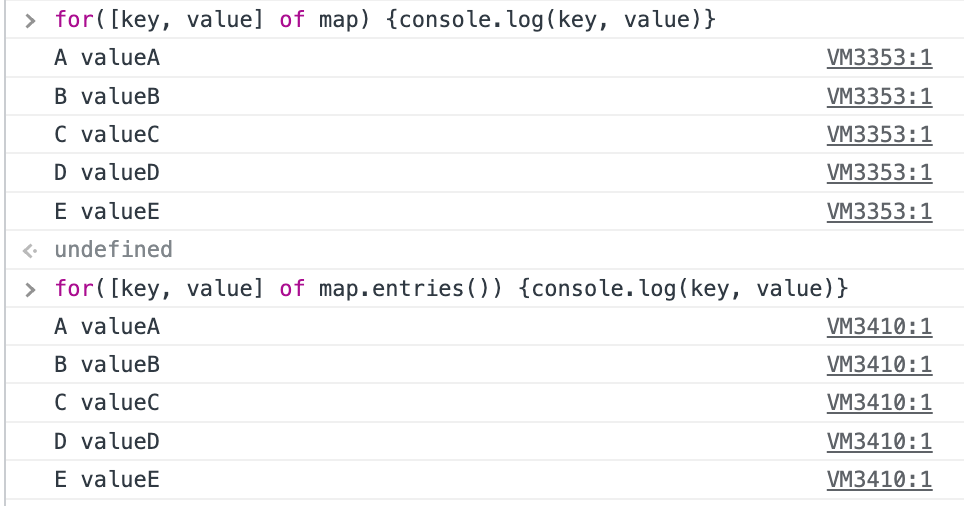 > for([key, value] of map) {console.log(key, value)}
A valueA VM3353:1
B valueB VM3353:1
C valueC VM3353:1
D valueD VM3353:1
E valueE VM3353:1
undefined
> for([key, value] of map.entries()) {console.log(key, value)}
A valueA VM3410:1
B valueB VM3410:1
C valueC VM3410:1
D valueD VM3410:1
E valueE VM3410:1